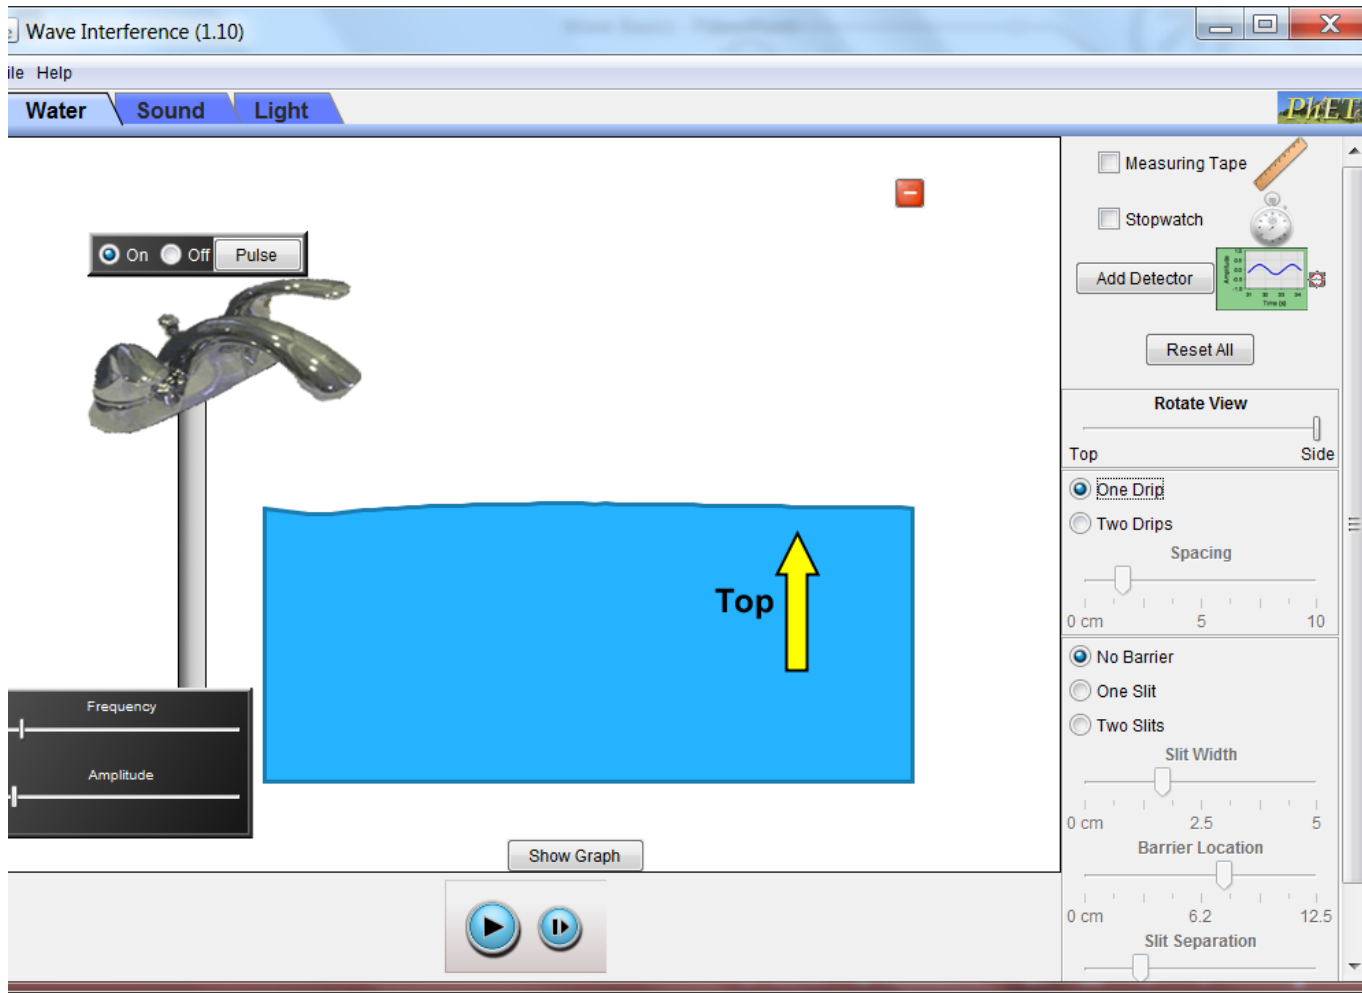 Wave Interference (1.10)
ile Help
Water Sound Light
PhET
Measuring Tape
On Off Pulse
Stopwatch
Add Detector
Reset All
Rotate View
Top Side
One Drip
Two Drips
Spacing
0 cm 5 10
Top
No Barrier
One Slit
Two Slits
Frequency
Slit Width
Amplitude
0 cm 2.5 5
Barrier Location
Show Graph
0 cm 6.2 12.5
Slit Separation